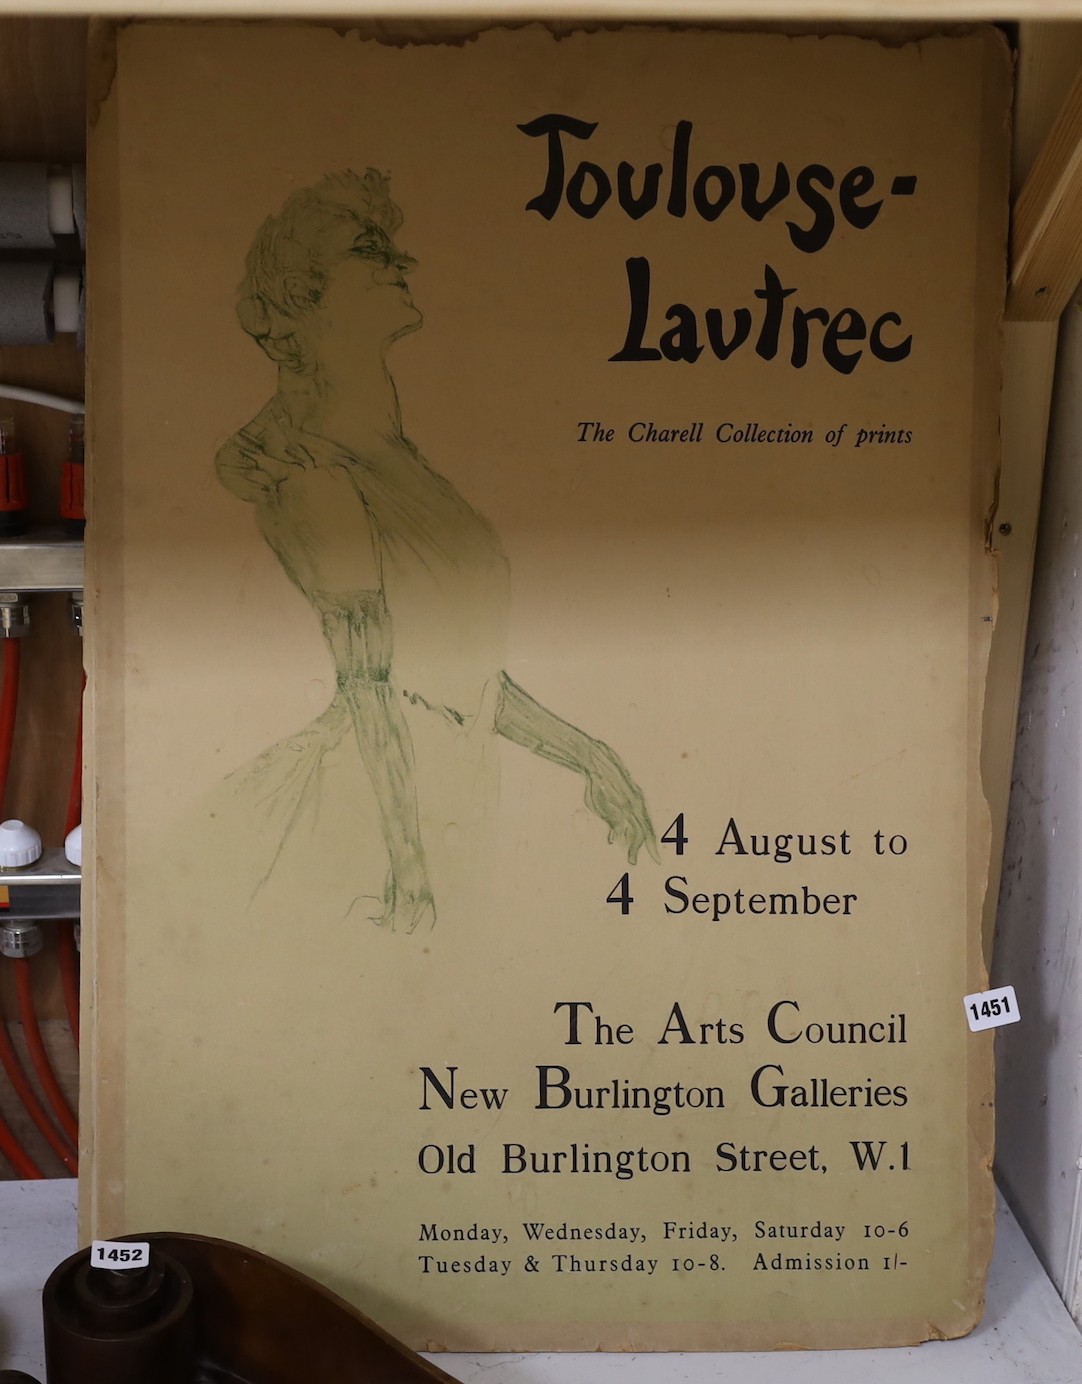 Toulouse-
Lautrec
The Charell Collection of prints
4 August to
4 September
The Arts Council
New Burlington Galleries
Old Burlington Street, W.1
Monday, Wednesday, Friday, Saturday 10-6
Tuesday & Thursday 10-8. Admission 1/-
1451
1452